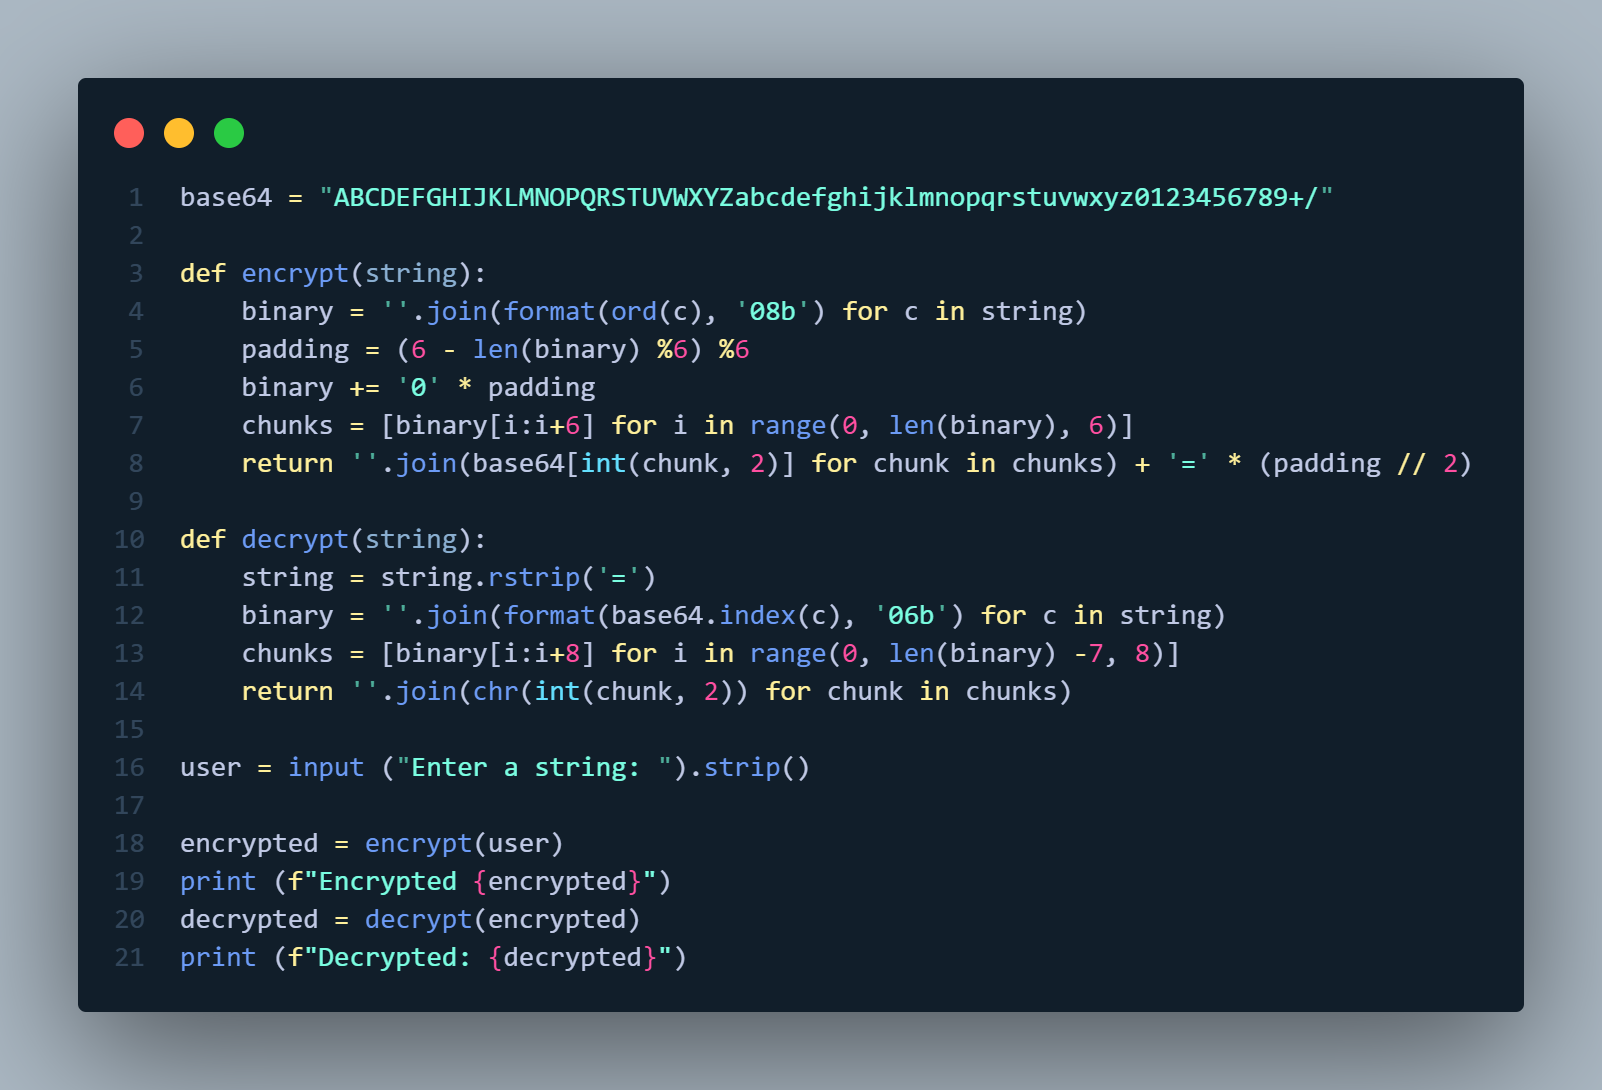 1 base64 = "ABCDEFGHIJKLMNOPQRSTUVWXYZabcdefghijklmnopqrstuvwxyz0123456789+/"
2
3 def encrypt(string):
4     binary = ''.join(format(ord(c), '08b') for c in string)
5     padding = (6 - len(binary) %6) %6
6     binary += '0' * padding
7     chunks = [binary[i:i+6] for i in range(0, len(binary), 6)]
8     return ''.join(base64[int(chunk, 2)] for chunk in chunks) + '=' * (padding // 2)
9
10 def decrypt(string):
11     string = string.rstrip('=')
12     binary = ''.join(format(base64.index(c), '06b') for c in string)
13     chunks = [binary[i:i+8] for i in range(0, len(binary) -7, 8)]
14     return ''.join(chr(int(chunk, 2)) for chunk in chunks)
15
16 user = input ("Enter a string: ").strip()
17
18 encrypted = encrypt(user)
19 print (f"Encrypted {encrypted}")
20 decrypted = decrypt(encrypted)
21 print (f"Decrypted: {decrypted}")